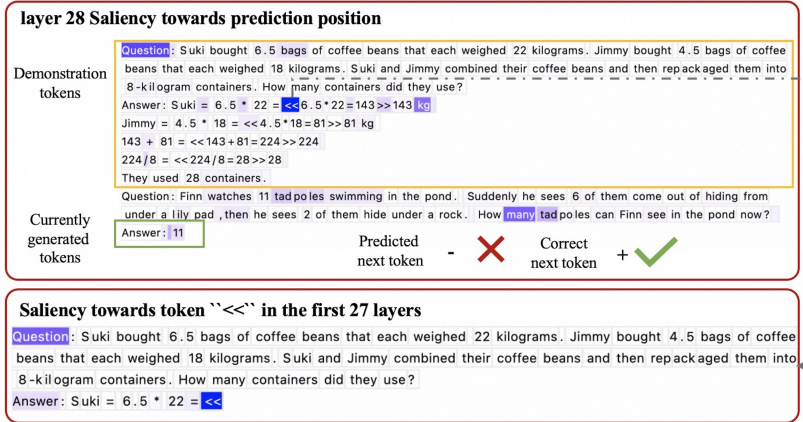 layer 28 Saliency towards prediction position
Demonstration
tokens
Question: Suki bought 6.5 bags of coffee beans that each weighed 22 kilograms. Jimmy bought 4.5 bags of coffee
beans that each weighed 18 kilograms. Suki and Jimmy combined their coffee beans and then repackaged them into
8-kilogram containers. How many containers did they use?
Answer: Suki = 6.5 * 22 = <<6.5*22=143>>143 kg
Jimmy = 4.5 * 18 = <<4.5*18=81>>81 kg
143 + 81 = <<143+81=224>>224
224/8 = <<224/8=28>>28
They used 28 containers.
Question: Finn watches 11 tadpoles swimming in the pond. Suddenly he sees 6 of them come out of hiding from
under a lily pad ,then he sees 2 of them hide under a rock. How many tadpoles can Finn see in the pond now?
Currently
generated
tokens
Answer: 11
Predicted
next token
-
Correct
next token
+
Saliency towards token ``<<`` in the first 27 layers
Question: Suki bought 6.5 bags of coffee beans that each weighed 22 kilograms. Jimmy bought 4.5 bags of coffee
beans that each weighed 18 kilograms. Suki and Jimmy combined their coffee beans and then repackaged them into
8-kilogram containers. How many containers did they use?
Answer: Suki = 6.5 * 22 = <<